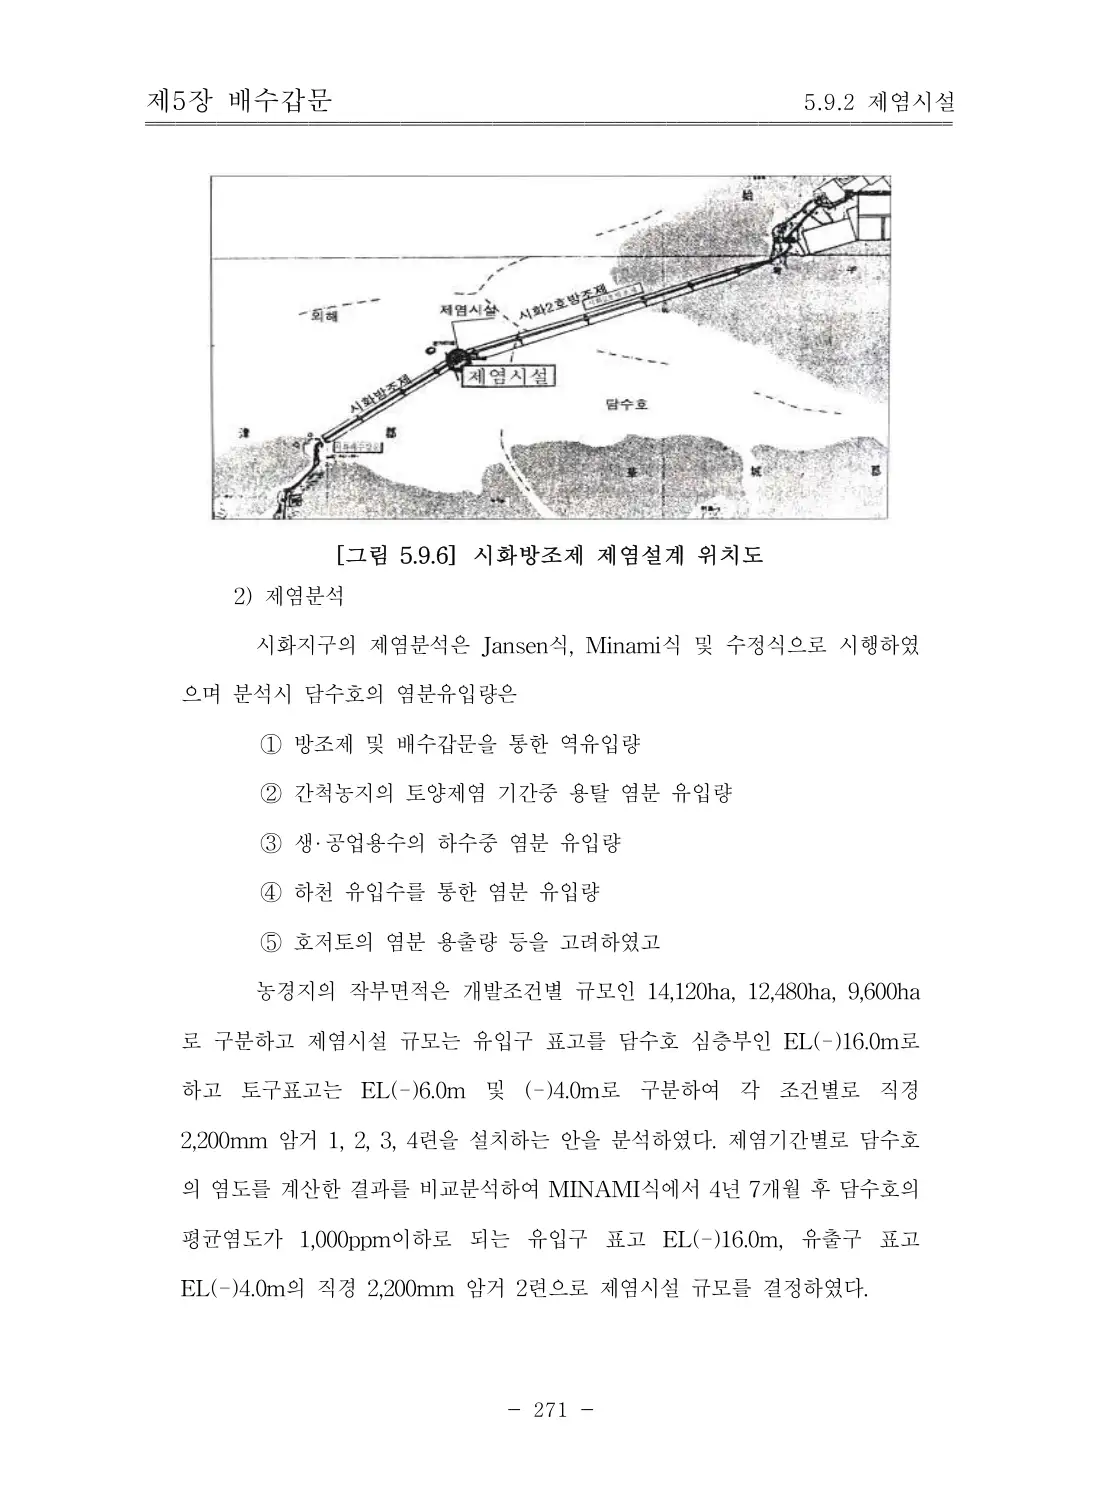 제5장 배수갑문
5.9.2 제염시설
始
외해
제염시설
시화2호방조제
제염시설
시화방조제
담수호
津
郡
華
城
郡
[그림 5.9.6] 시화방조제 제염설계 위치도
2) 제염분석
시화지구의 제염분석은 Jansen식, Minami식 및 수정식으로 시행하였
으며 분석시 담수호의 염분유입량은
① 방조제 및 배수갑문을 통한 역유입량
② 간척농지의 토양제염 기간중 용탈 염분 유입량
③ 생·공업용수의 하수중 염분 유입량
④ 하천 유입수를 통한 염분 유입량
⑤ 호저토의 염분 용출량 등을 고려하였고
농경지의 작부면적은 개발조건별 규모인 14,120ha, 12,480ha, 9,600ha
로 구분하고 제염시설 규모는 유입구 표고를 담수호 심층부인 EL(-)16.0m로
하고 토구표고는 EL(-)6.0m 및 (-)4.0m로 구분하여 각 조건별로 직경
2,200mm 암거 1, 2, 3, 4련을 설치하는 안을 분석하였다. 제염기간별로 담수호
의 염도를 계산한 결과를 비교분석하여 MINAMI식에서 4년 7개월 후 담수호의
평균염도가 1,000ppm이하로 되는 유입구 표고 EL(-)16.0m, 유출구 표고
EL(-)4.0m의 직경 2,200mm 암거 2련으로 제염시설 규모를 결정하였다.
- 271 -